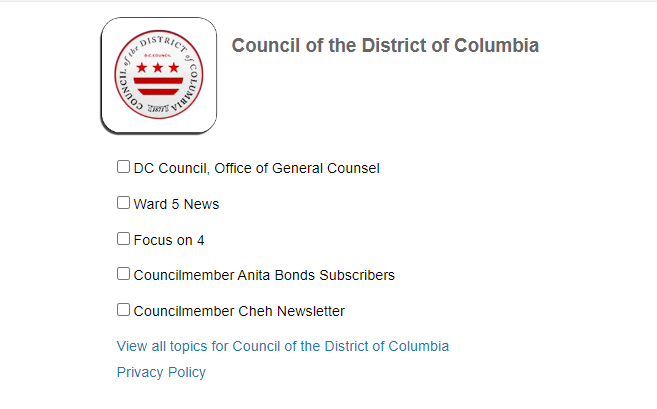 COUNCIL of the DISTRICT of COLUMBIA
D.C. COUNCIL
Council of the District of Columbia
DC Council, Office of General Counsel
Ward 5 News
Focus on 4
Councilmember Anita Bonds Subscribers
Councilmember Cheh Newsletter
View all topics for Council of the District of Columbia
Privacy Policy